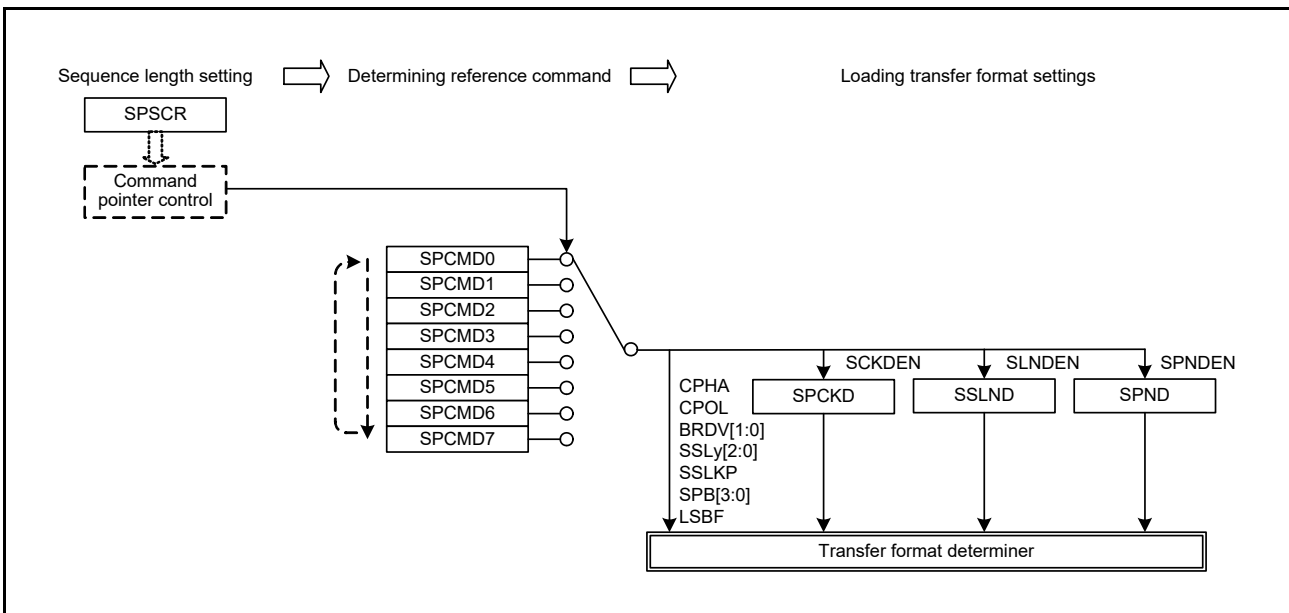 Sequence length setting
Determining reference command
Loading transfer format settings
SPSCR
Command
pointer control
SPCMD0
SPCMD1
SPCMD2
SPCMD3
SPCMD4
SPCMD5
SPCMD6
SPCMD7
CPHA
CPOL
BRDV[1:0]
SSLy[2:0]
SSLKP
SPB[3:0]
LSBF
SCKDEN
SPCKD
SLNDEN
SSLND
SPNDEN
SPND
Transfer format determiner